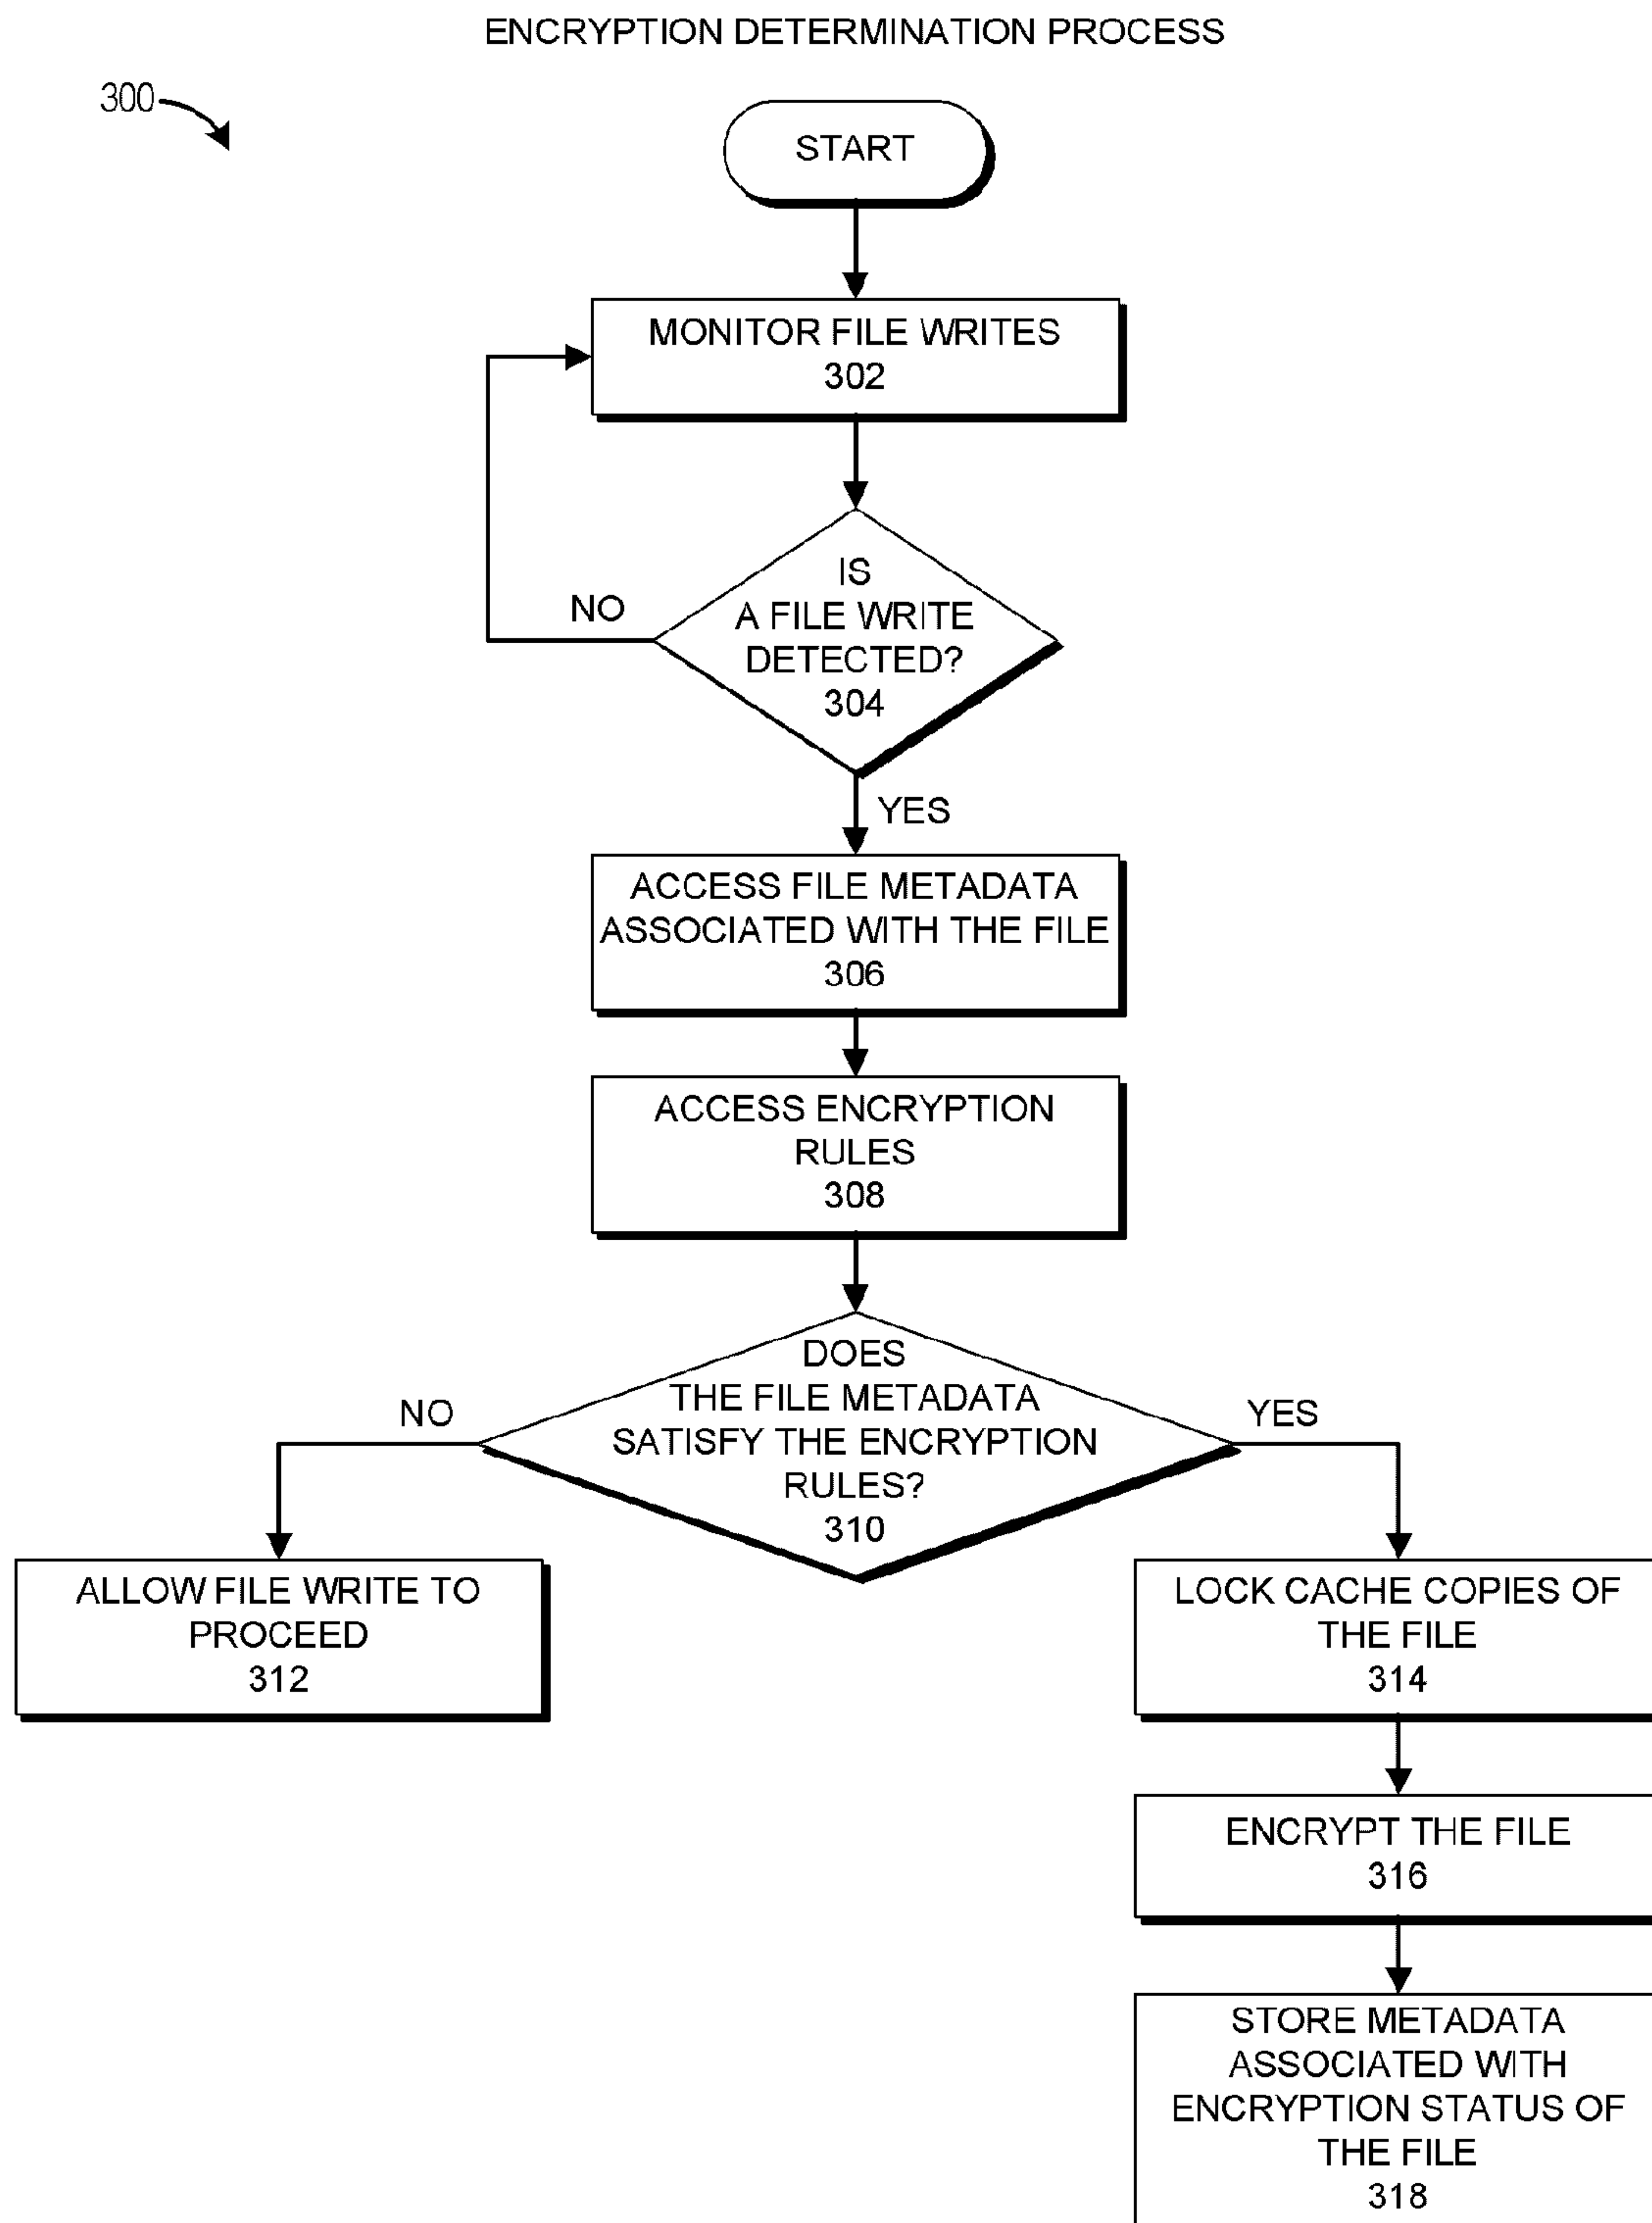 ENCRYPTION DETERMINATION PROCESS
300
START
MONITOR FILE WRITES
302
IS
A FILE WRITE
DETECTED?
304
NO
YES
ACCESS FILE METADATA
ASSOCIATED WITH THE FILE
306
ACCESS ENCRYPTION
RULES
308
DOES
THE FILE METADATA
SATISFY THE ENCRYPTION
RULES?
310
NO
YES
ALLOW FILE WRITE TO
PROCEED
312
LOCK CACHE COPIES OF
THE FILE
314
ENCRYPT THE FILE
316
STORE METADATA
ASSOCIATED WITH
ENCRYPTION STATUS OF
THE FILE
318